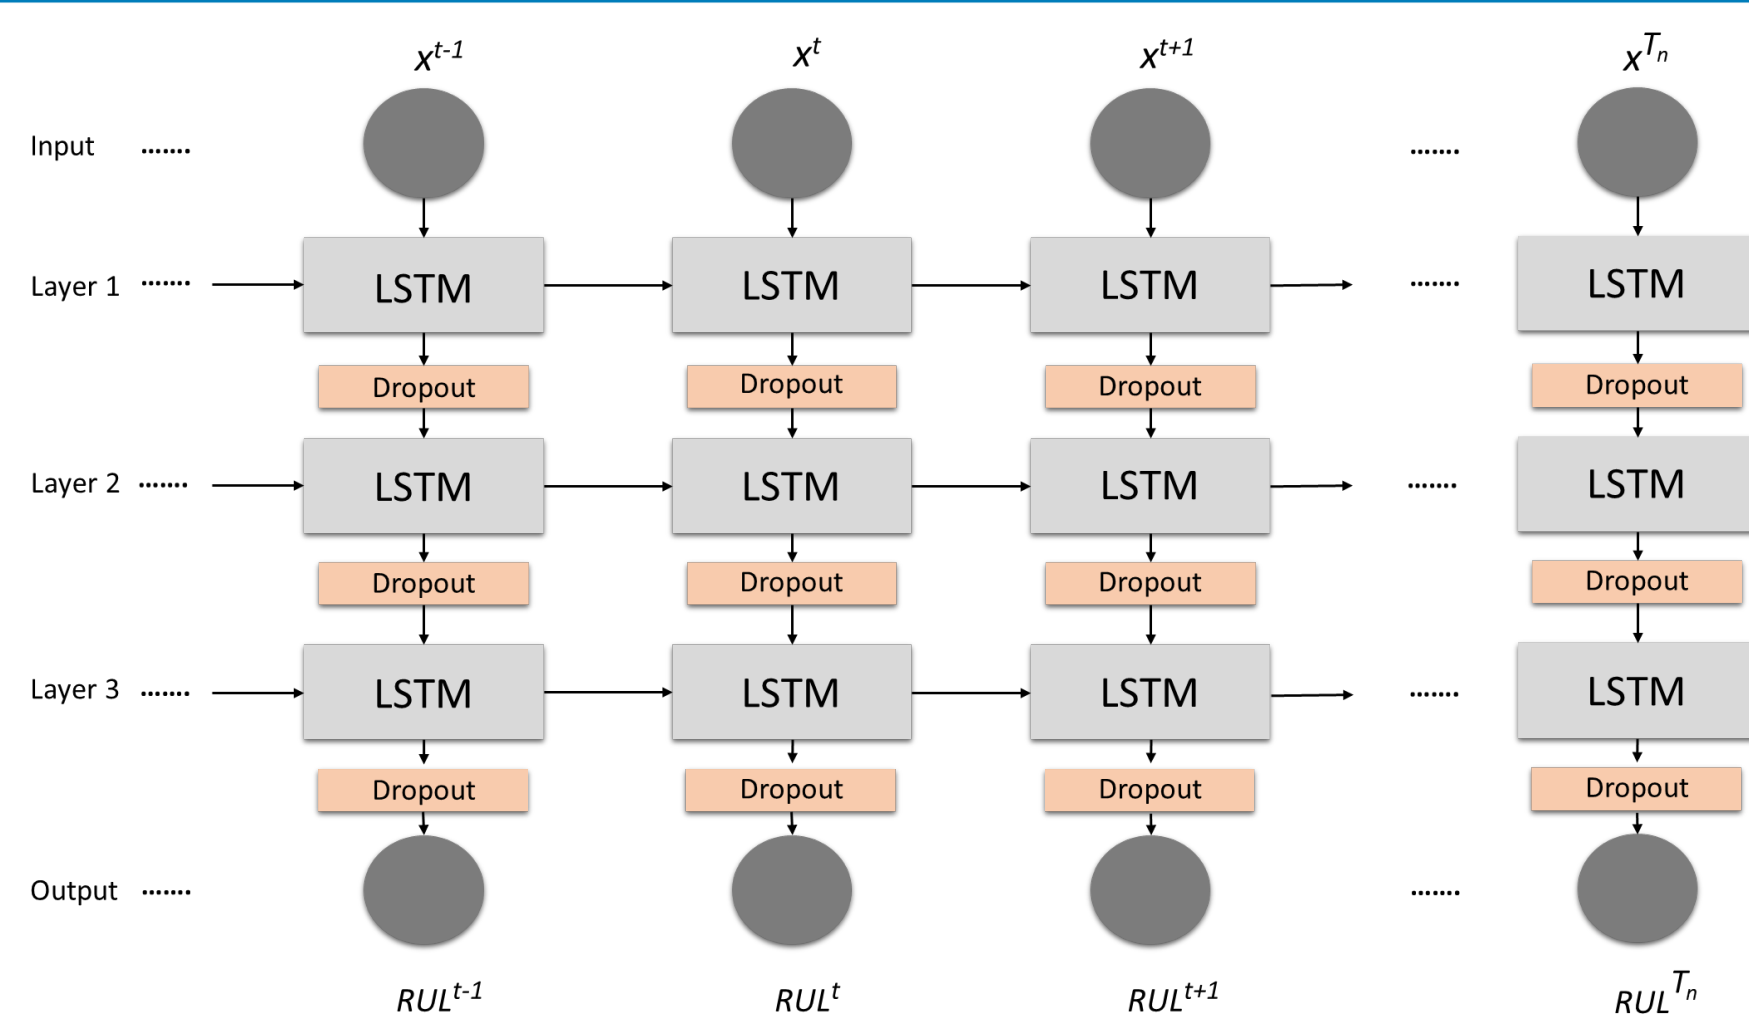 x^{t-1} x^t x^{t+1} x^{T_n}
Input ....... .......
Layer 1 ....... LSTM LSTM LSTM ....... LSTM
Dropout Dropout Dropout Dropout
Layer 2 ....... LSTM LSTM LSTM ....... LSTM
Dropout Dropout Dropout Dropout
Layer 3 ....... LSTM LSTM LSTM ....... LSTM
Dropout Dropout Dropout Dropout
Output ....... .......
RUL^{t-1} RUL^t RUL^{t+1} RUL^{T_n}